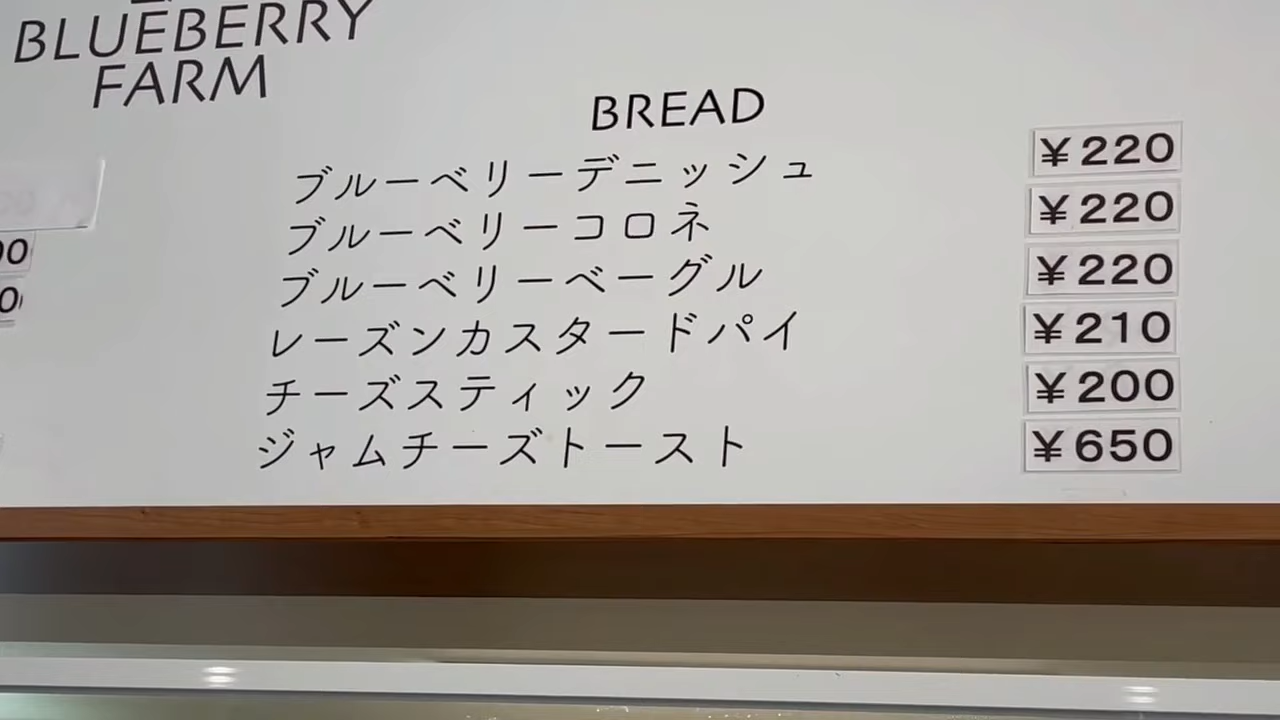 BLUEBERRY
FARM
BREAD
ブルーベリーデニッシュ ¥220
ブルーベリーコロネ ¥220
ブルーベリーベーグル ¥220
レーズンカスタードパイ ¥210
チーズスティック ¥200
ジャムチーズトースト ¥650